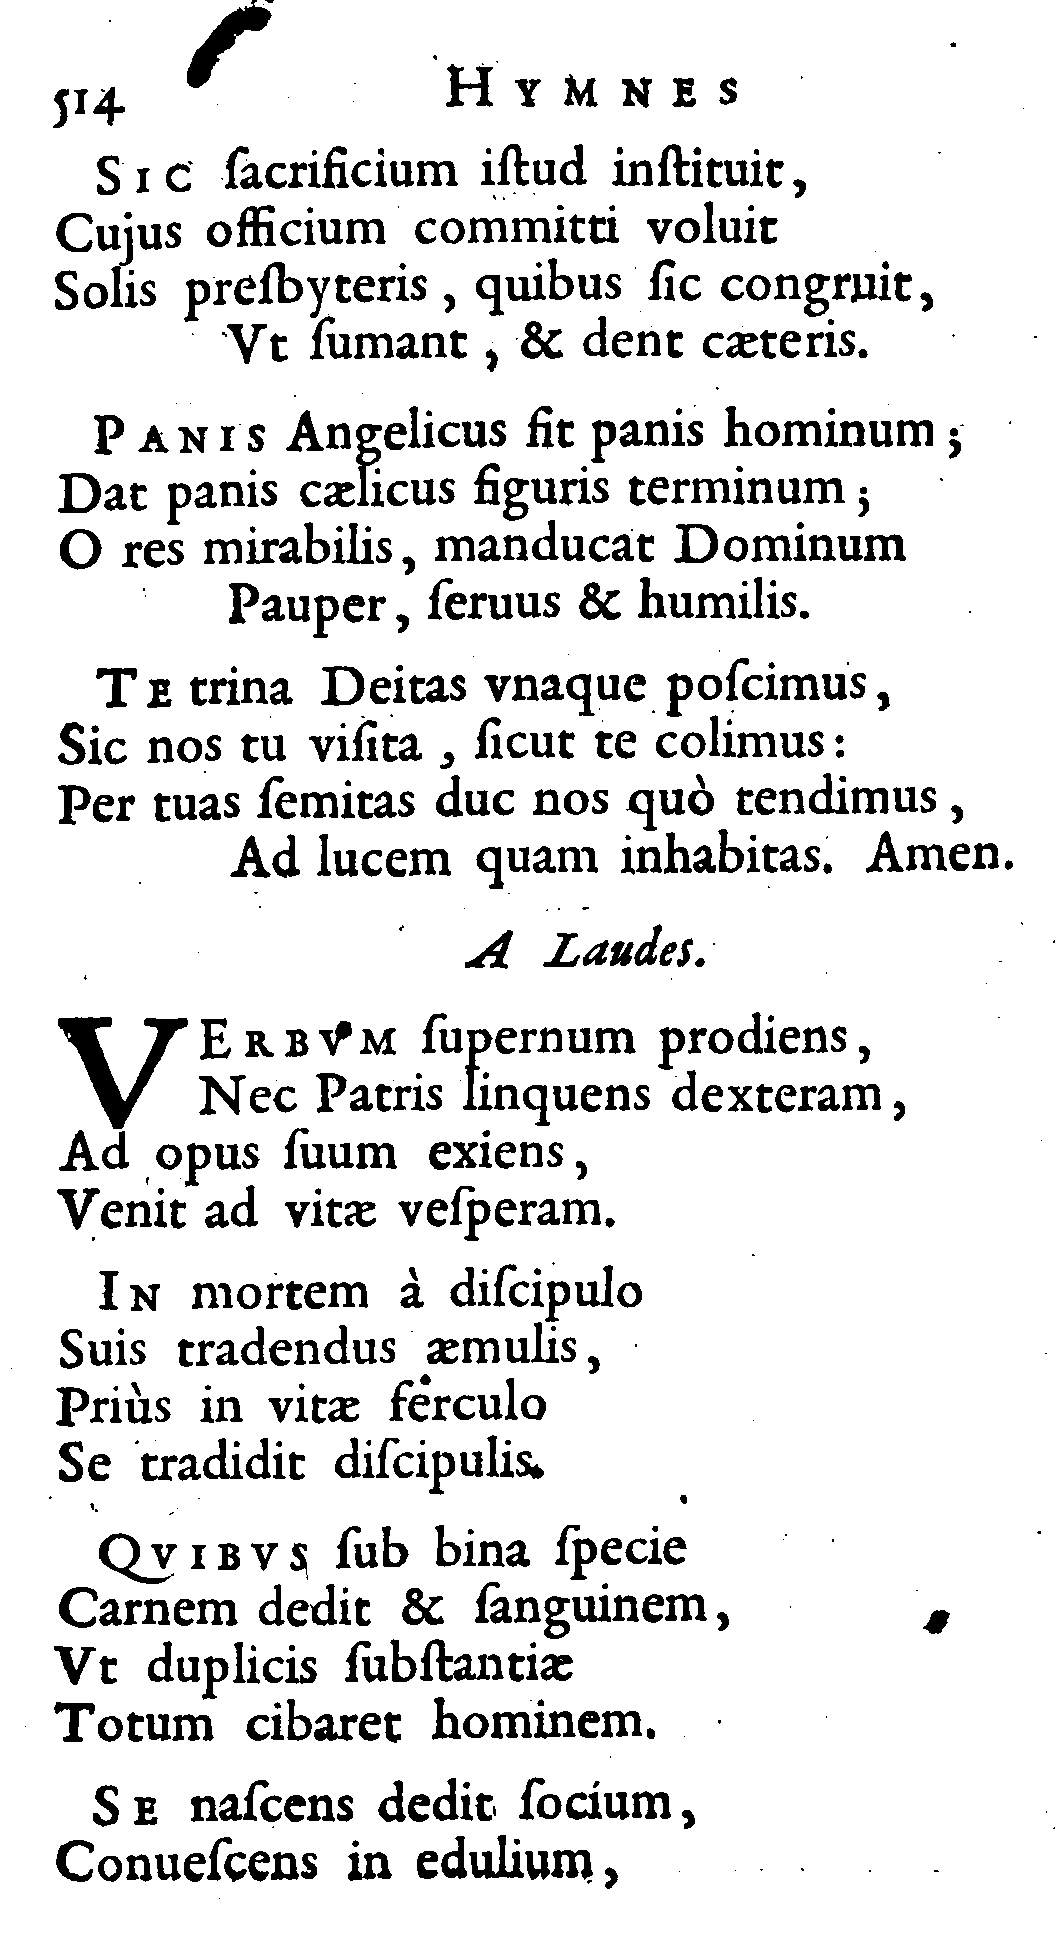 514 HYMNES
SIC ſacrificium iſtud inſtituit,
Cujus officium committi voluit
Solis preſbyteris, quibus ſic congruit,
Vt ſumant, & dent cæteris.
PANIS Angelicus fit panis hominum;
Dat panis cælicus figuris terminum;
O res mirabilis, manducat Dominum
Pauper, ſeruus & humilis.
TE trina Deitas vnaque poſcimus,
Sic nos tu viſita, ſicut te colimus:
Per tuas ſemitas duc nos quò tendimus,
Ad lucem quam inhabitas. Amen.
A Laudes.
VERBVM ſupernum prodiens,
Nec Patris linquens dexteram,
Ad opus ſuum exiens,
Venit ad vitæ veſperam.
IN mortem à diſcipulo
Suis tradendus æmulis,
Priùs in vitæ ferculo
Se tradidit diſcipulis.
QVIBVS ſub bina ſpecie
Carnem dedit & ſanguinem,
Vt duplicis ſubſtantiæ
Totum cibaret hominem.
SE naſcens dedit ſocium,
Conueſcens in edulium,